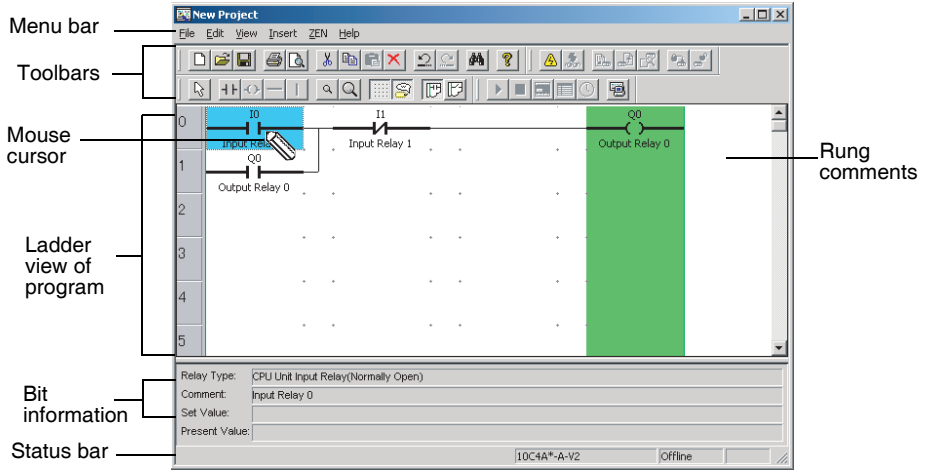 New Project
Menu bar
File Edit View Insert ZEN Help
Toolbars
Mouse
cursor
0
I0
I1
Q0
Input Rela
Input Relay 1
Output Relay 0
1
Q0
Output Relay 0
Rung
comments
2
Ladder
view of
program
3
4
5
Bit
information
Relay Type: CPU Unit Input Relay(Normally Open)
Comment: Input Relay 0
Set Value:
Present Value:
Status bar
10C4A*-A-V2
Offline